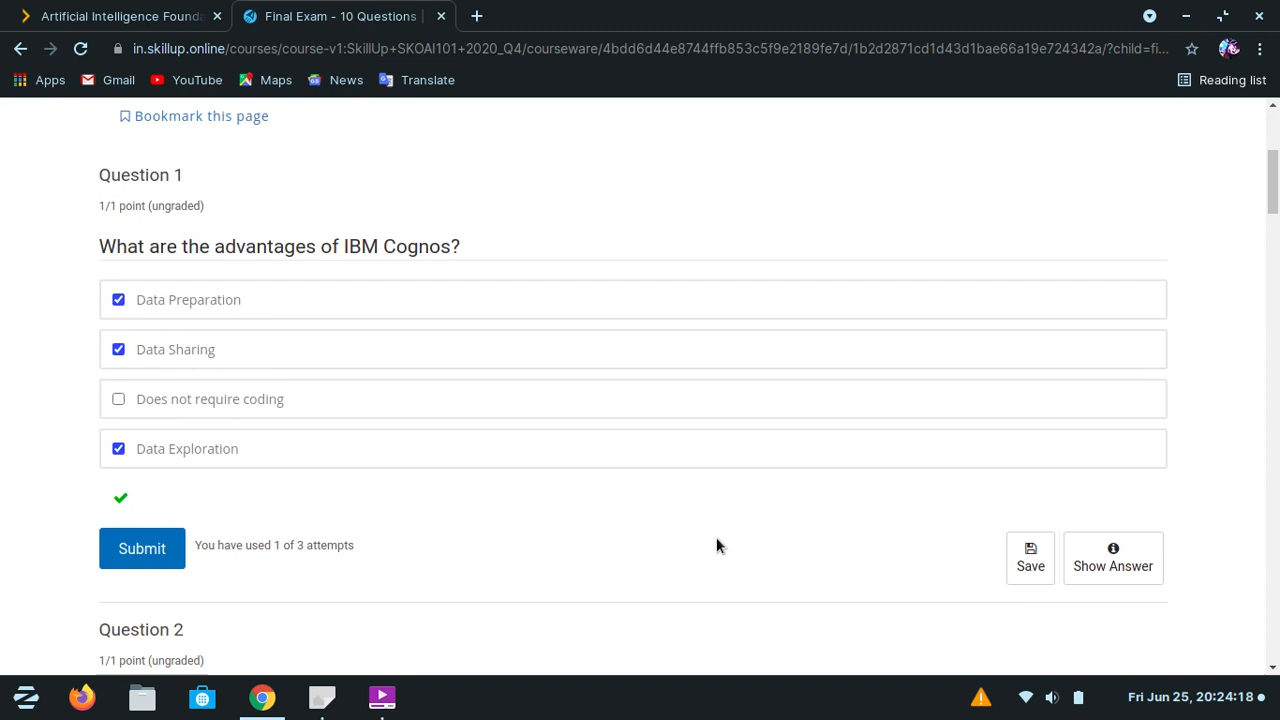 Artificial Intelligence Founda
Final Exam - 10 Questions |
in.skillup.online/courses/course-v1:SkillUp+SKOAI101+2020_Q4/courseware/4bdd6d44e8744ffb853c5f9e2189fe7d/1b2d2871cd1d43d1bae66a19e724342a/?child=fi...
Apps Gmail YouTube Maps News Translate Reading list
Bookmark this page
Question 1
1/1 point (ungraded)
What are the advantages of IBM Cognos?
Data Preparation
Data Sharing
Does not require coding
Data Exploration
Submit You have used 1 of 3 attempts
Save Show Answer
Question 2
1/1 point (ungraded)
Fri Jun 25, 20:24:18